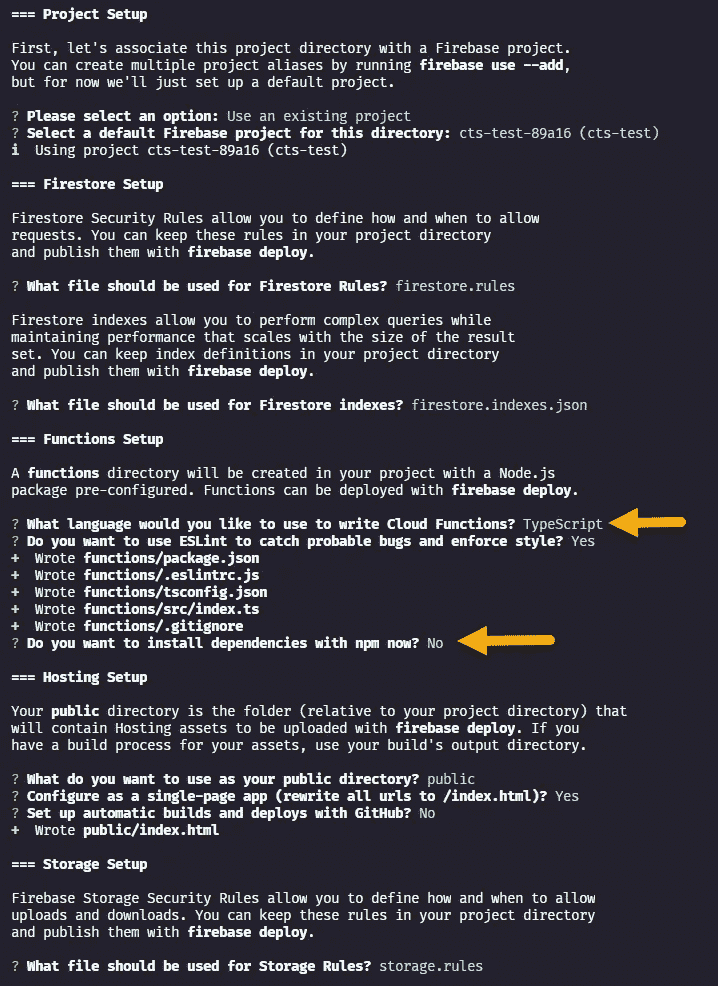 === Project Setup
First, let's associate this project directory with a Firebase project.
You can create multiple project aliases by running firebase use --add,
but for now we'll just set up a default project.
? Please select an option: Use an existing project
? Select a default Firebase project for this directory: cts-test-89a16 (cts-test)
i  Using project cts-test-89a16 (cts-test)
=== Firestore Setup
Firestore Security Rules allow you to define how and when to allow
requests. You can keep these rules in your project directory
and publish them with firebase deploy.
? What file should be used for Firestore Rules? firestore.rules
Firestore indexes allow you to perform complex queries while
maintaining performance that scales with the size of the result
set. You can keep index definitions in your project directory
and publish them with firebase deploy.
? What file should be used for Firestore indexes? firestore.indexes.json
=== Functions Setup
A functions directory will be created in your project with a Node.js
package pre-configured. Functions can be deployed with firebase deploy.
? What language would you like to use to write Cloud Functions? TypeScript
? Do you want to use ESLint to catch probable bugs and enforce style? Yes
+  Wrote functions/package.json
+  Wrote functions/.eslintrc.js
+  Wrote functions/tsconfig.json
+  Wrote functions/src/index.ts
+  Wrote functions/.gitignore
? Do you want to install dependencies with npm now? No
=== Hosting Setup
Your public directory is the folder (relative to your project directory) that
will contain Hosting assets to be uploaded with firebase deploy. If you
have a build process for your assets, use your build's output directory.
? What do you want to use as your public directory? public
? Configure as a single-page app (rewrite all urls to /index.html)? Yes
? Set up automatic builds and deploys with GitHub? No
+  Wrote public/index.html
=== Storage Setup
Firebase Storage Security Rules allow you to define how and when to allow
uploads and downloads. You can keep these rules in your project directory
and publish them with firebase deploy.
? What file should be used for Storage Rules? storage.rules